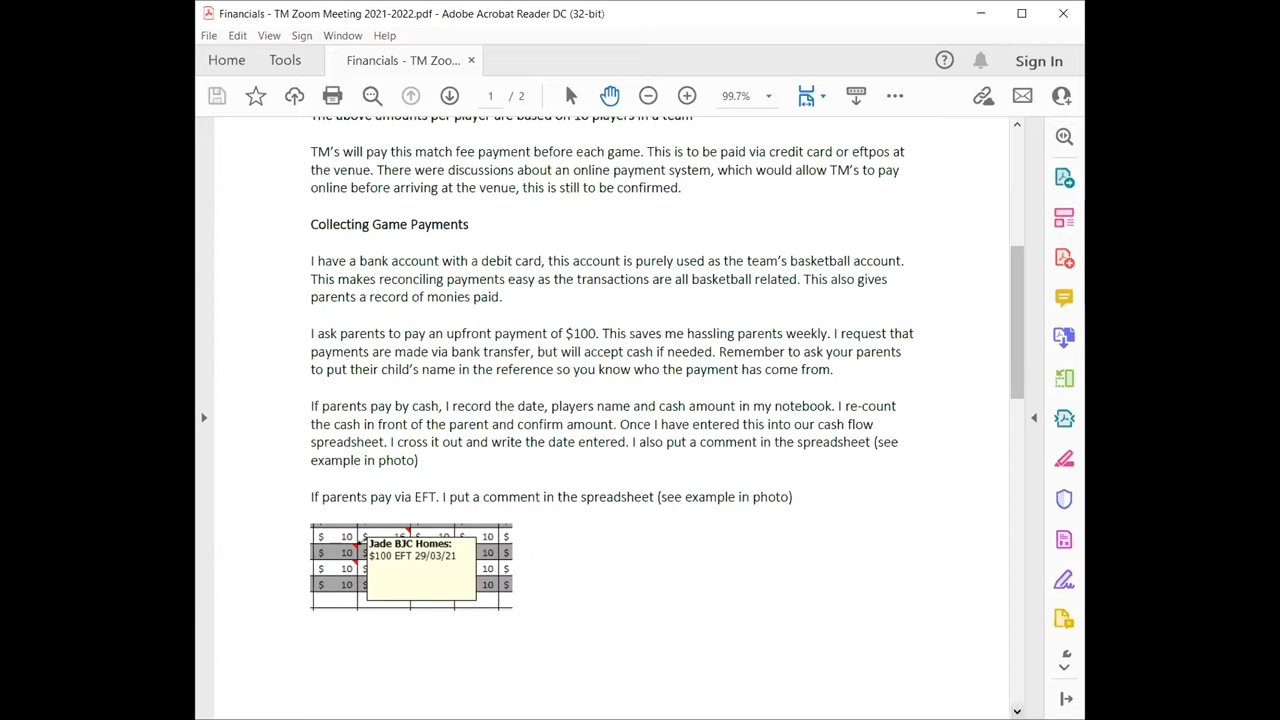 Financials - TM Zoom Meeting 2021-2022.pdf - Adobe Acrobat Reader DC (32-bit)
File Edit View Sign Window Help
Home Tools Financials - TM Zoo... × Sign In
1 / 2 99.7%
The above amounts per player are based on 10 players in a team
TM's will pay this match fee payment before each game. This is to be paid via credit card or eftpos at
the venue. There were discussions about an online payment system, which would allow TM's to pay
online before arriving at the venue, this is still to be confirmed.
Collecting Game Payments
I have a bank account with a debit card, this account is purely used as the team's basketball account.
This makes reconciling payments easy as the transactions are all basketball related. This also gives
parents a record of monies paid.
I ask parents to pay an upfront payment of $100. This saves me hassling parents weekly. I request that
payments are made via bank transfer, but will accept cash if needed. Remember to ask your parents
to put their child's name in the reference so you know who the payment has come from.
If parents pay by cash, I record the date, players name and cash amount in my notebook. I re-count
the cash in front of the parent and confirm amount. Once I have entered this into our cash flow
spreadsheet. I cross it out and write the date entered. I also put a comment in the spreadsheet (see
example in photo)
If parents pay via EFT. I put a comment in the spreadsheet (see example in photo)
$ 10 $ 10 $
Jade BJC Homes:
$ 10 $100 EFT 29/03/21 10 $
$ 10 10 $
$ 10 10 $